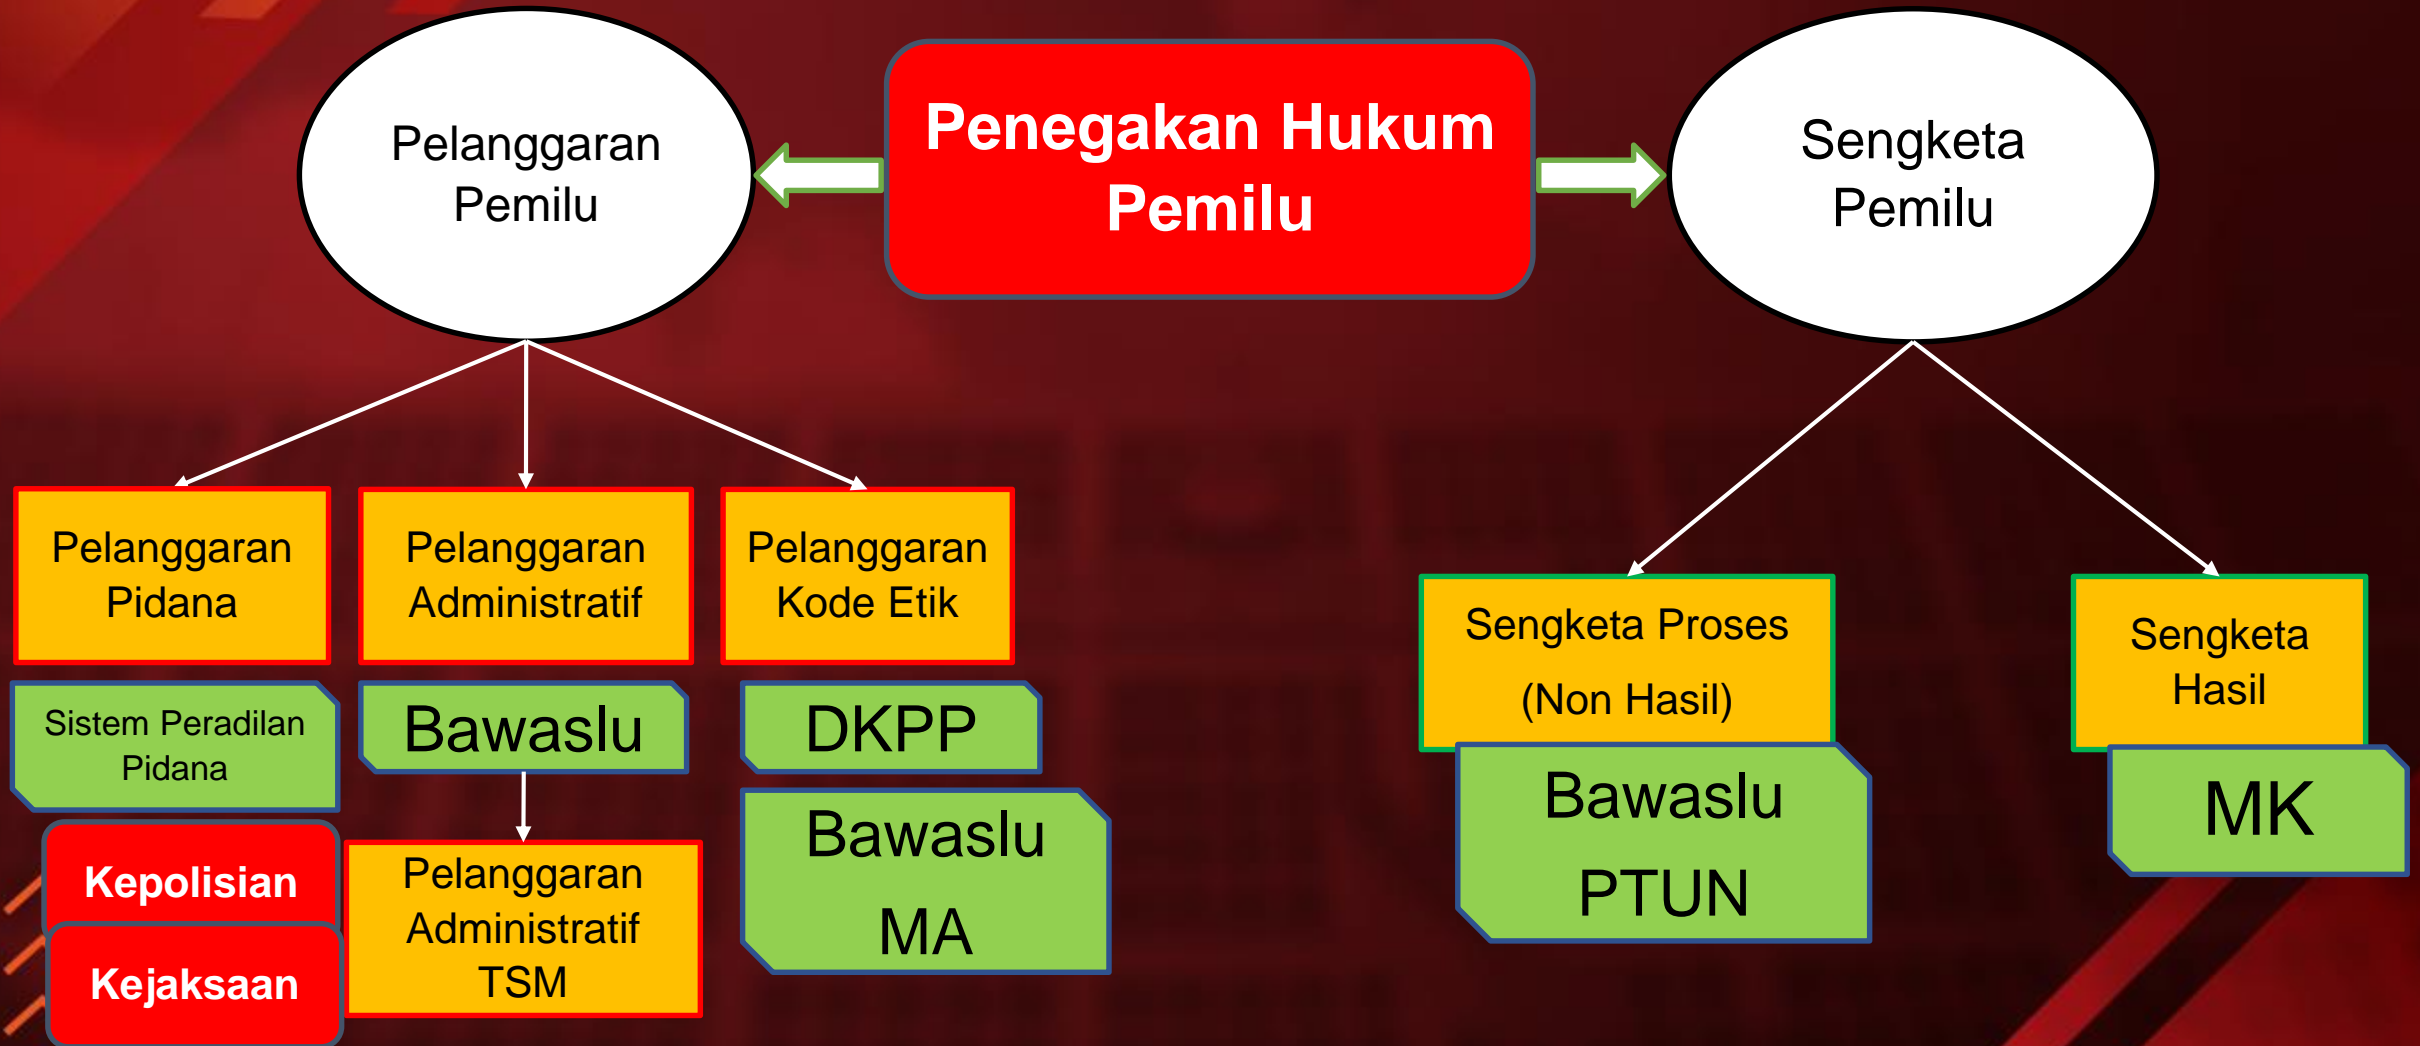 Penegakan Hukum
Pemilu
Pelanggaran
Pemilu
Sengketa
Pemilu
Pelanggaran
Pidana
Sistem Peradilan
Pidana
Kepolisian
Kejaksaan
Pelanggaran
Administratif
Bawaslu
Pelanggaran
Administratif
TSM
Pelanggaran
Kode Etik
DKPP
Bawaslu
MA
Sengketa Proses
(Non Hasil)
Bawaslu
PTUN
Sengketa
Hasil
MK